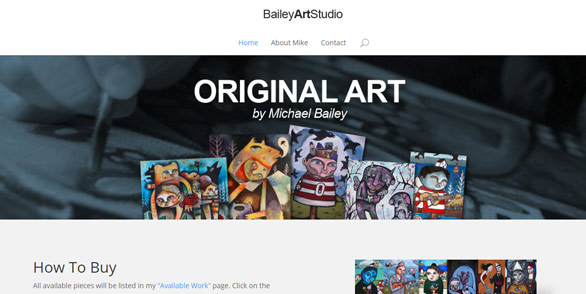 BaileyArtStudio
Home About Mike Contact
ORIGINAL ART
by Michael Bailey
How To Buy
All available pieces will be listed in my "Available Work" page. Click on the